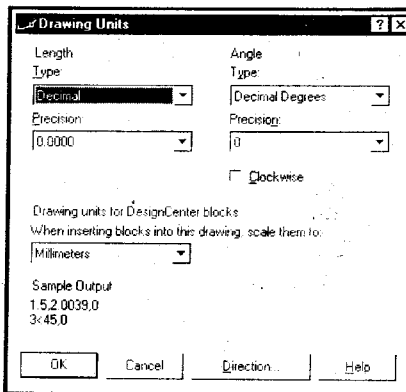 Drawing Units
Length
Type:
Decimal
Precision:
0.0000
Angle
Type:
Decimal Degrees
Precision:
0
Clockwise
Drawing units for DesignCenter blocks
When inserting blocks into this drawing, scale them to:
Millimeters
Sample Output
1.5,2.0039,0
3<45,0
OK
Cancel
Direction...
Help